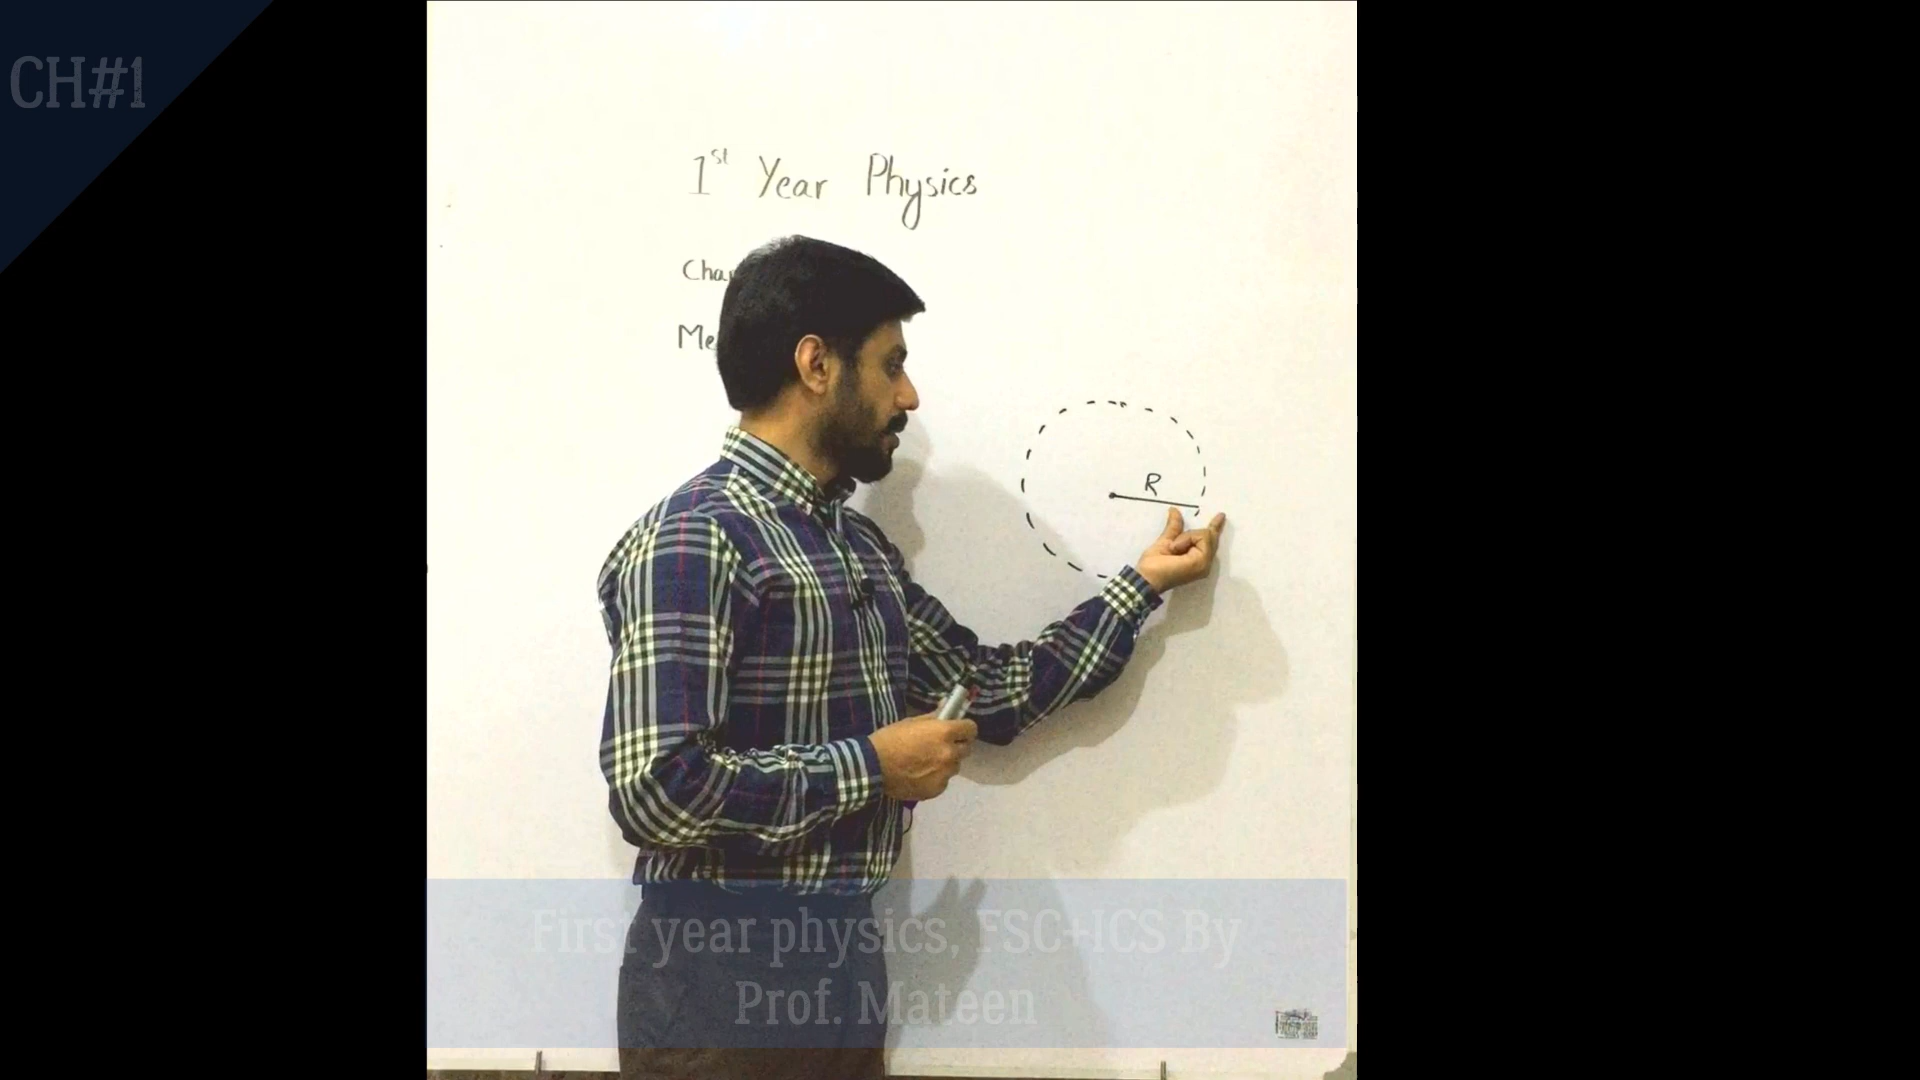 CH#1
1st Year Physics
R
First year physics, FSC+ICS By
Prof. Mateen